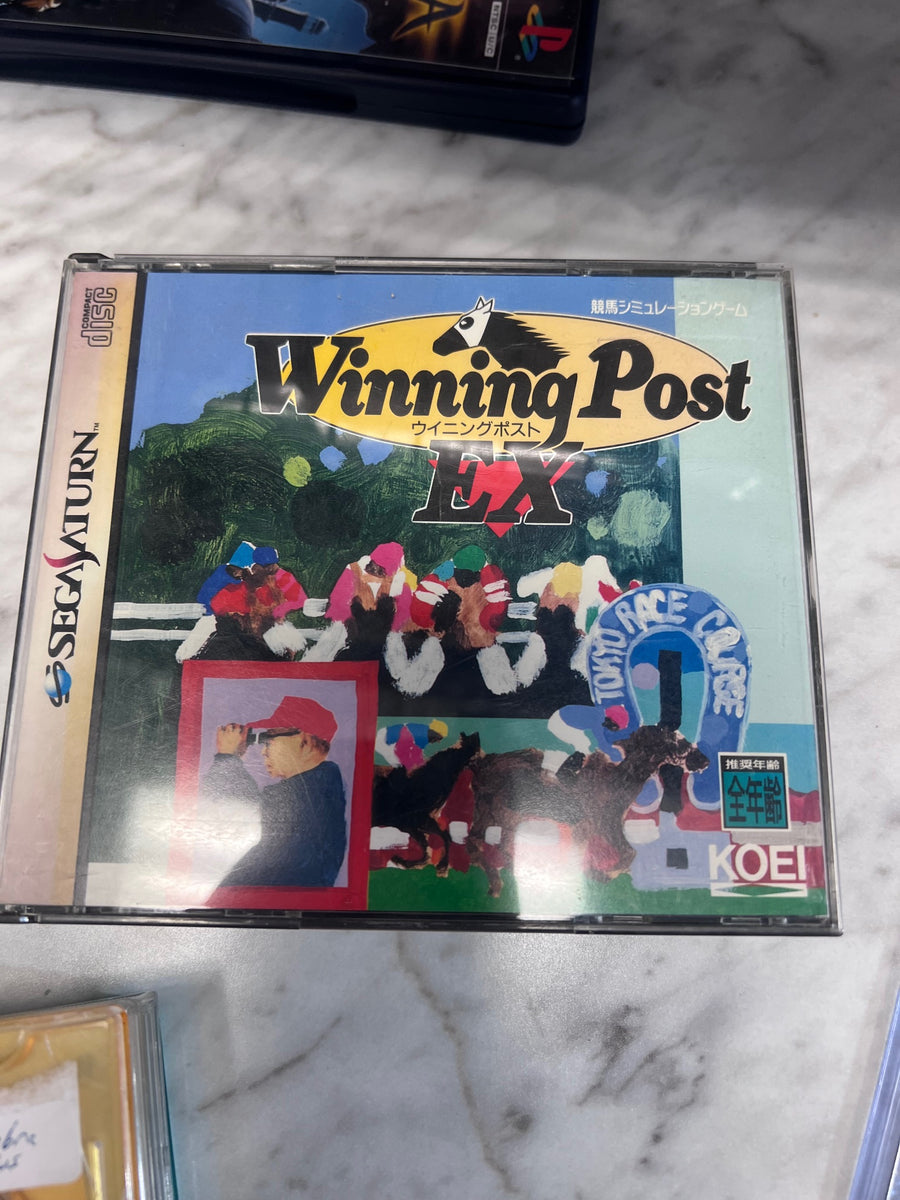 NTSC U/C
COMPACT
disc
SEGA SATURN™
競馬シミュレーションゲーム
Winning Post
ウイニングポスト
EX
TOKYO RACE COURSE
推奨年齢
全年齢
KOEI